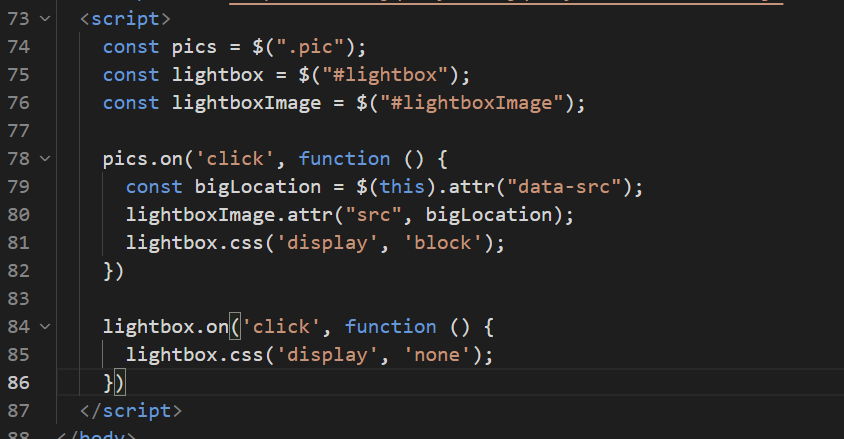 73 <script>
74 const pics = $(".pic");
75 const lightbox = $("#lightbox");
76 const lightboxImage = $("#lightboxImage");
77
78 pics.on('click', function () {
79 const bigLocation = $(this).attr("data-src");
80 lightboxImage.attr("src", bigLocation);
81 lightbox.css('display', 'block');
82 })
83
84 lightbox.on('click', function () {
85 lightbox.css('display', 'none');
86 })
87 </script>
88 </body>